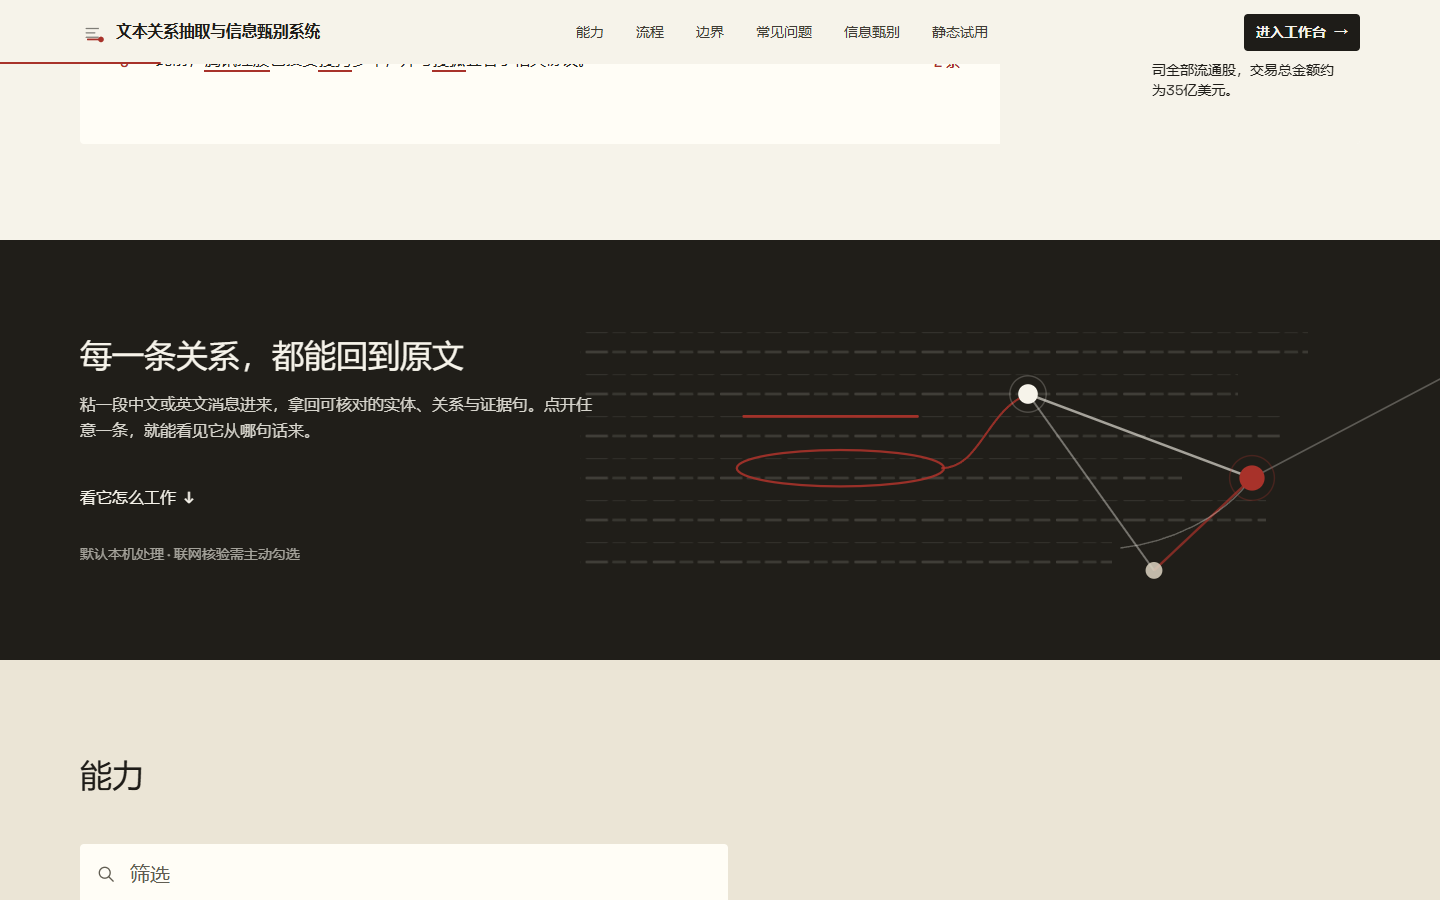 文本关系抽取与信息甄别系统
能力
流程
边界
常见问题
信息甄别
静态试用
进入工作台 →
司全部流通股，交易总金额约
为35亿美元。
每一条关系，都能回到原文
粘一段中文或英文消息进来，拿回可核对的实体、关系与证据句。点开任
意一条，就能看见它从哪句话来。
看它怎么工作 ↓
默认本机处理 · 联网核验需主动勾选
能力
筛选